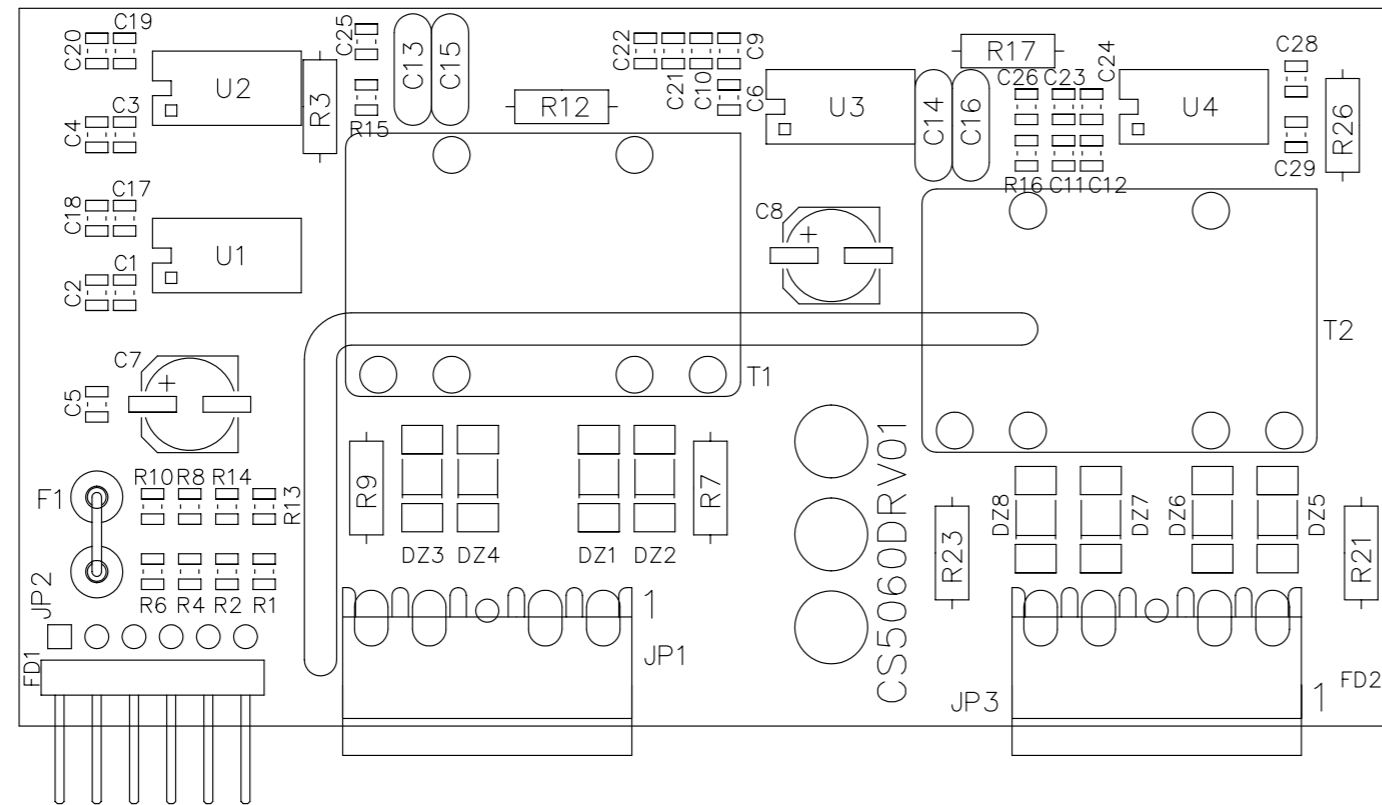 C19
C20
C25
C13
C15
C22
C21
C10
C9
C6
R17
C26
C23
C24
C28
U2
R3
R12
U3
C14
C16
U4
R26
C3
C4
R15
C29
R16
C11
C12
C17
C18
U1
C8
+
C1
C2
T2
C7
+
T1
C5
R10
R8
R14
R13
F1
R9
R7
CS5060DRV01
DZ8
DZ7
DZ6
DZ5
R23
R21
DZ3
DZ4
DZ1
DZ2
JP2
R6
R4
R2
R1
1
FD1
JP1
JP3
1
FD2